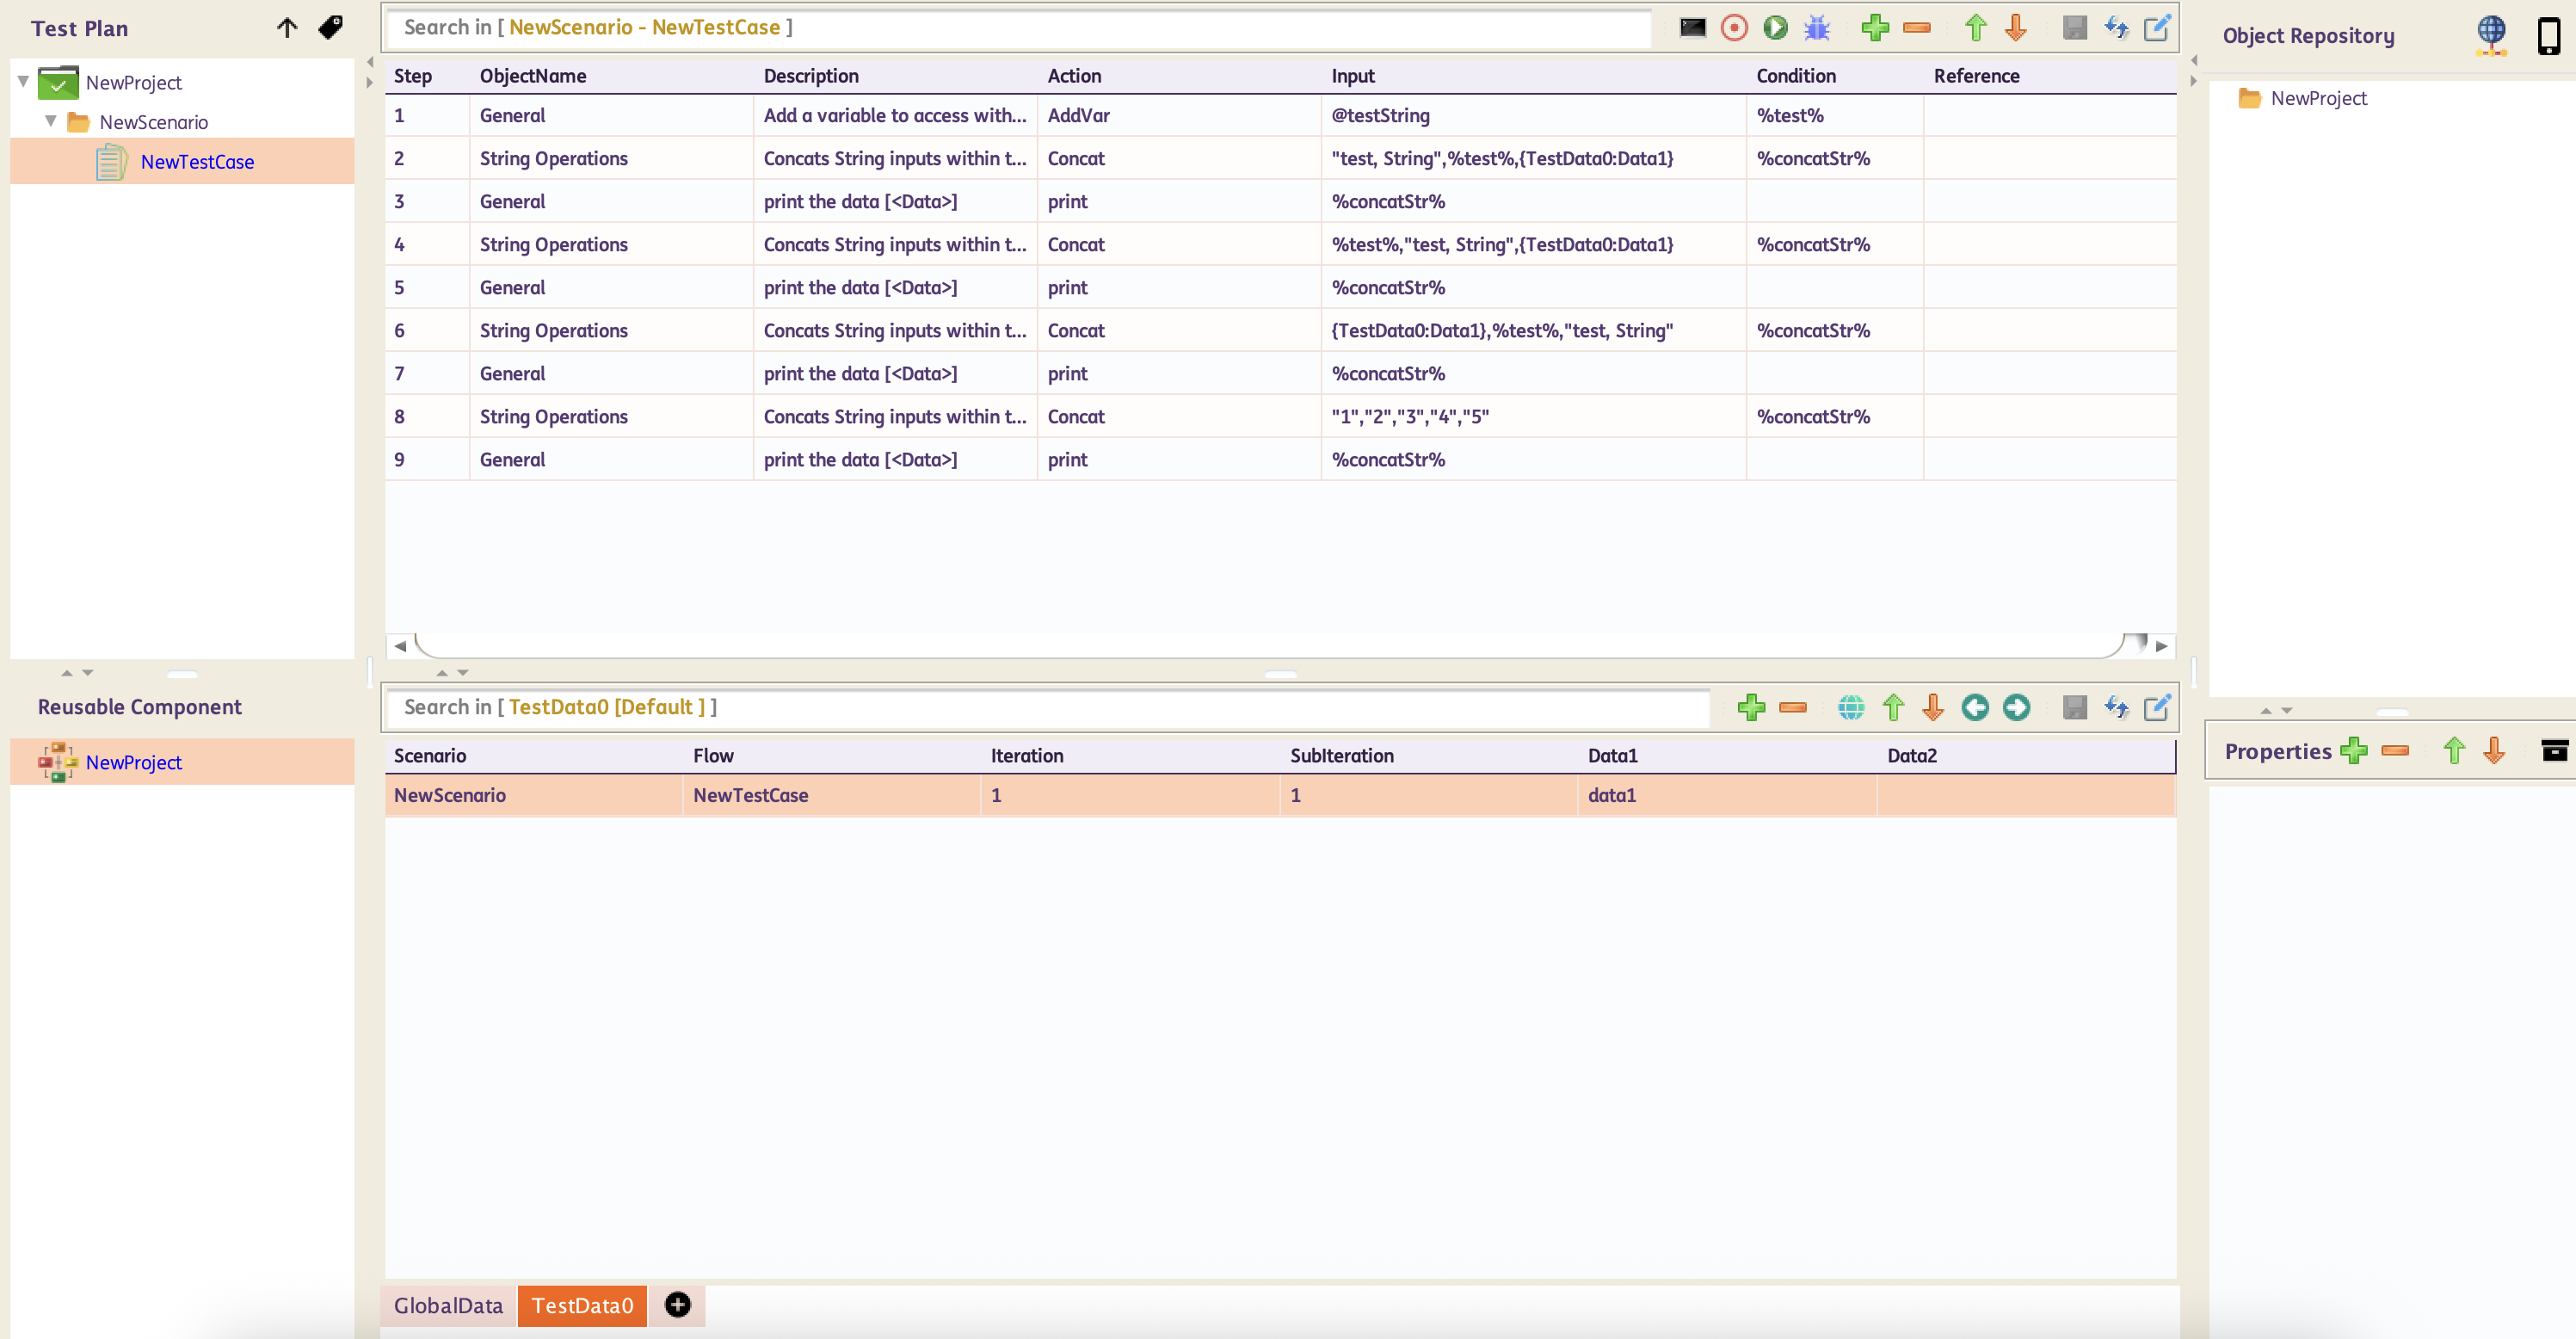 Test Plan
NewProject
NewScenario
NewTestCase
Search in [ NewScenario - NewTestCase ]
Step ObjectName Description Action Input Condition Reference
1 General Add a variable to access with... AddVar @testString %test%
2 String Operations Concats String inputs within t... Concat "test, String",%test%,{TestData0:Data1} %concatStr%
3 General print the data [<Data>] print %concatStr%
4 String Operations Concats String inputs within t... Concat %test%,"test, String",{TestData0:Data1} %concatStr%
5 General print the data [<Data>] print %concatStr%
6 String Operations Concats String inputs within t... Concat {TestData0:Data1},%test%,"test, String" %concatStr%
7 General print the data [<Data>] print %concatStr%
8 String Operations Concats String inputs within t... Concat "1","2","3","4","5" %concatStr%
9 General print the data [<Data>] print %concatStr%
Object Repository
NewProject
Reusable Component
NewProject
Search in [ TestData0 [Default ] ]
Scenario Flow Iteration SubIteration Data1 Data2
NewScenario NewTestCase 1 1 data1
GlobalData TestData0
Properties